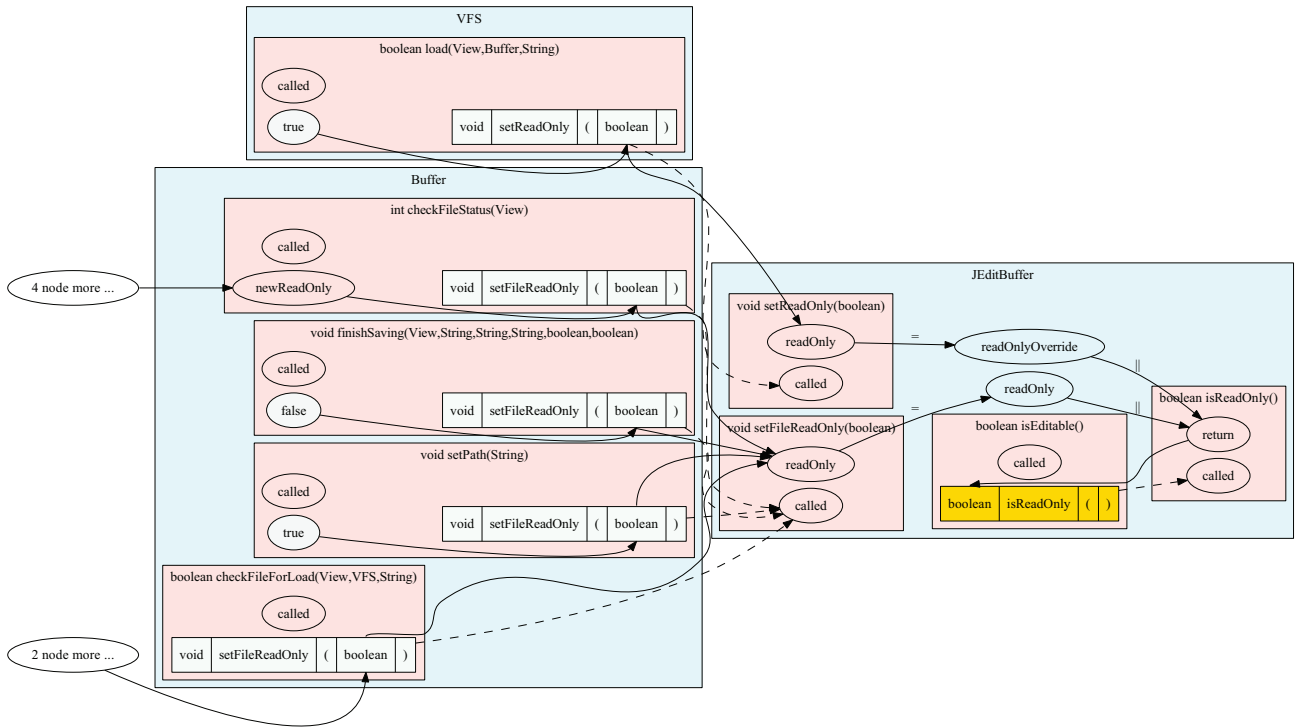 VFS
boolean load(View,Buffer,String)
called
true
void setReadOnly ( boolean )
Buffer
int checkFileStatus(View)
called
4 node more ...
newReadOnly
void setFileReadOnly ( boolean )
void finishSaving(View,String,String,String,boolean,boolean)
called
false
void setFileReadOnly ( boolean )
void setPath(String)
called
true
void setFileReadOnly ( boolean )
boolean checkFileForLoad(View,VFS,String)
called
2 node more ...
void setFileReadOnly ( boolean )
JEditBuffer
void setReadOnly(boolean)
readOnly
called
=
readOnlyOverride
||
void setFileReadOnly(boolean)
readOnly
called
=
readOnly
||
boolean isEditable()
called
boolean isReadOnly ( )
boolean isReadOnly()
return
called